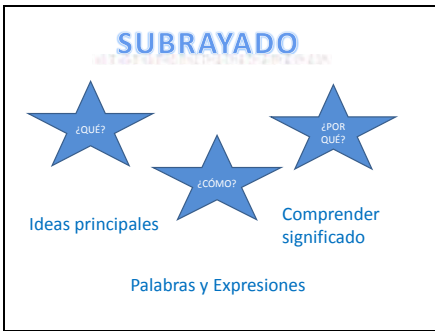 SUBRAYADO
¿QUÉ?
¿POR
QUÉ?
¿CÓMO?
Ideas principales
Comprender
significado
Palabras y Expresiones